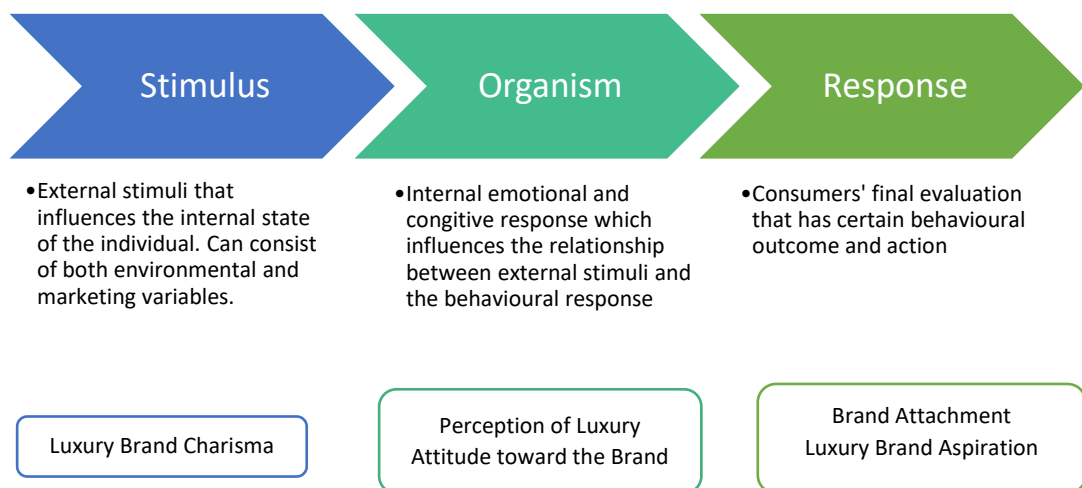 Stimulus
•External stimuli that
influences the internal state
of the individual. Can consist
of both environmental and
marketing variables.
Luxury Brand Charisma
Organism
•Internal emotional and
congitive response which
influences the relationship
between external stimuli and
the behavioural response
Perception of Luxury
Attitude toward the Brand
Response
•Consumers' final evaluation
that has certain behavioural
outcome and action
Brand Attachment
Luxury Brand Aspiration